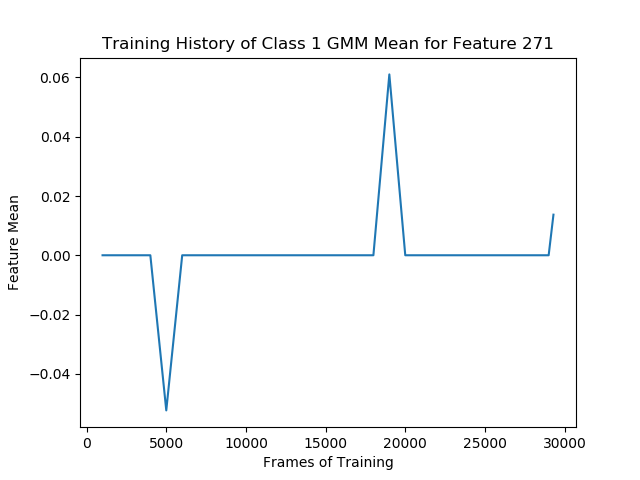 Training History of Class 1 GMM Mean for Feature 271
0.06
0.04
0.02
0.00
−0.02
−0.04
Feature Mean
0 5000 10000 15000 20000 25000 30000
Frames of Training